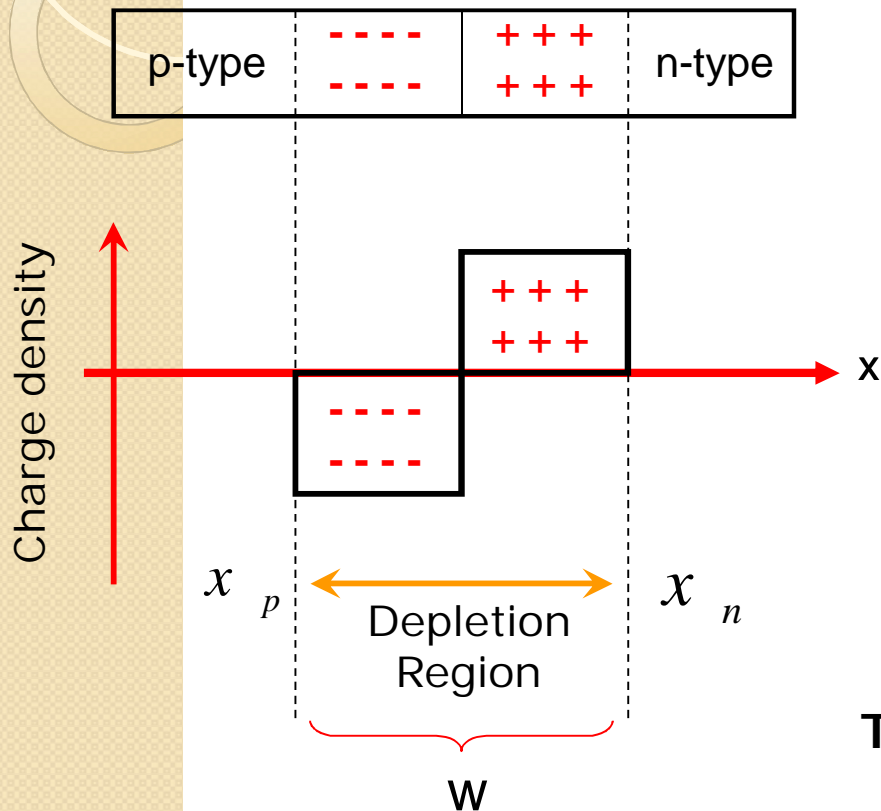 p-type - - - - + + + n-type
- - - - + + +
Charge density
+ + +
+ + +
x
- - - -
- - - -
x p
x n
Depletion
Region
T
W